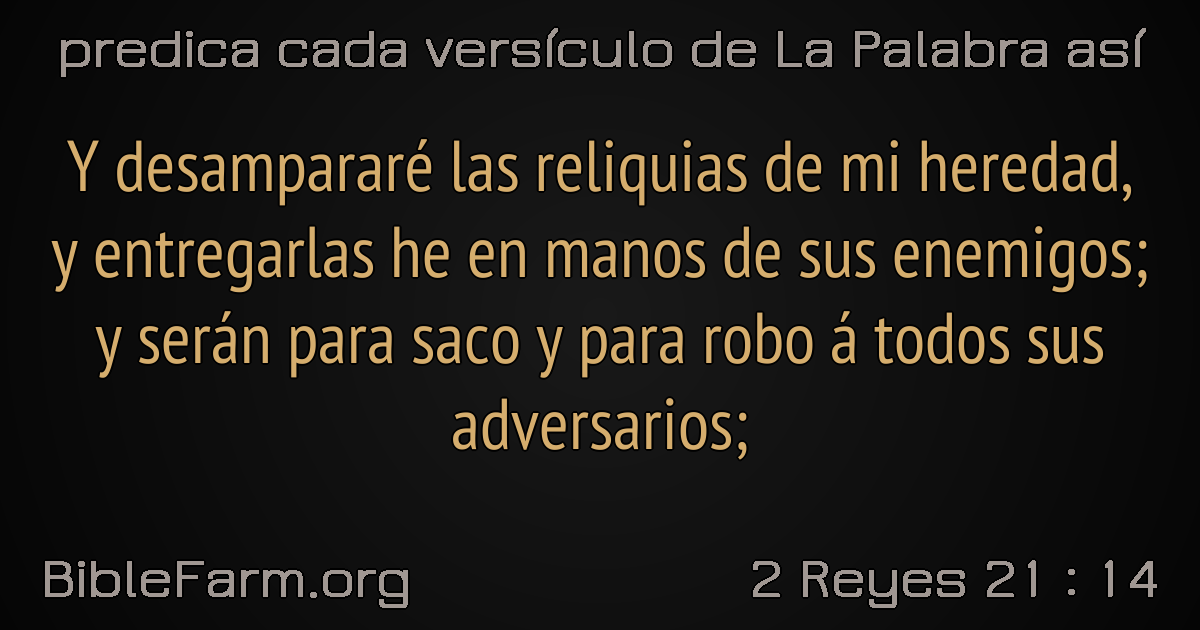 predica cada versículo de La Palabra así
Y desampararé las reliquias de mi heredad,
y entregarlas he en manos de sus enemigos;
y serán para saco y para robo á todos sus
adversarios;
BibleFarm.org
2 Reyes 21 : 14